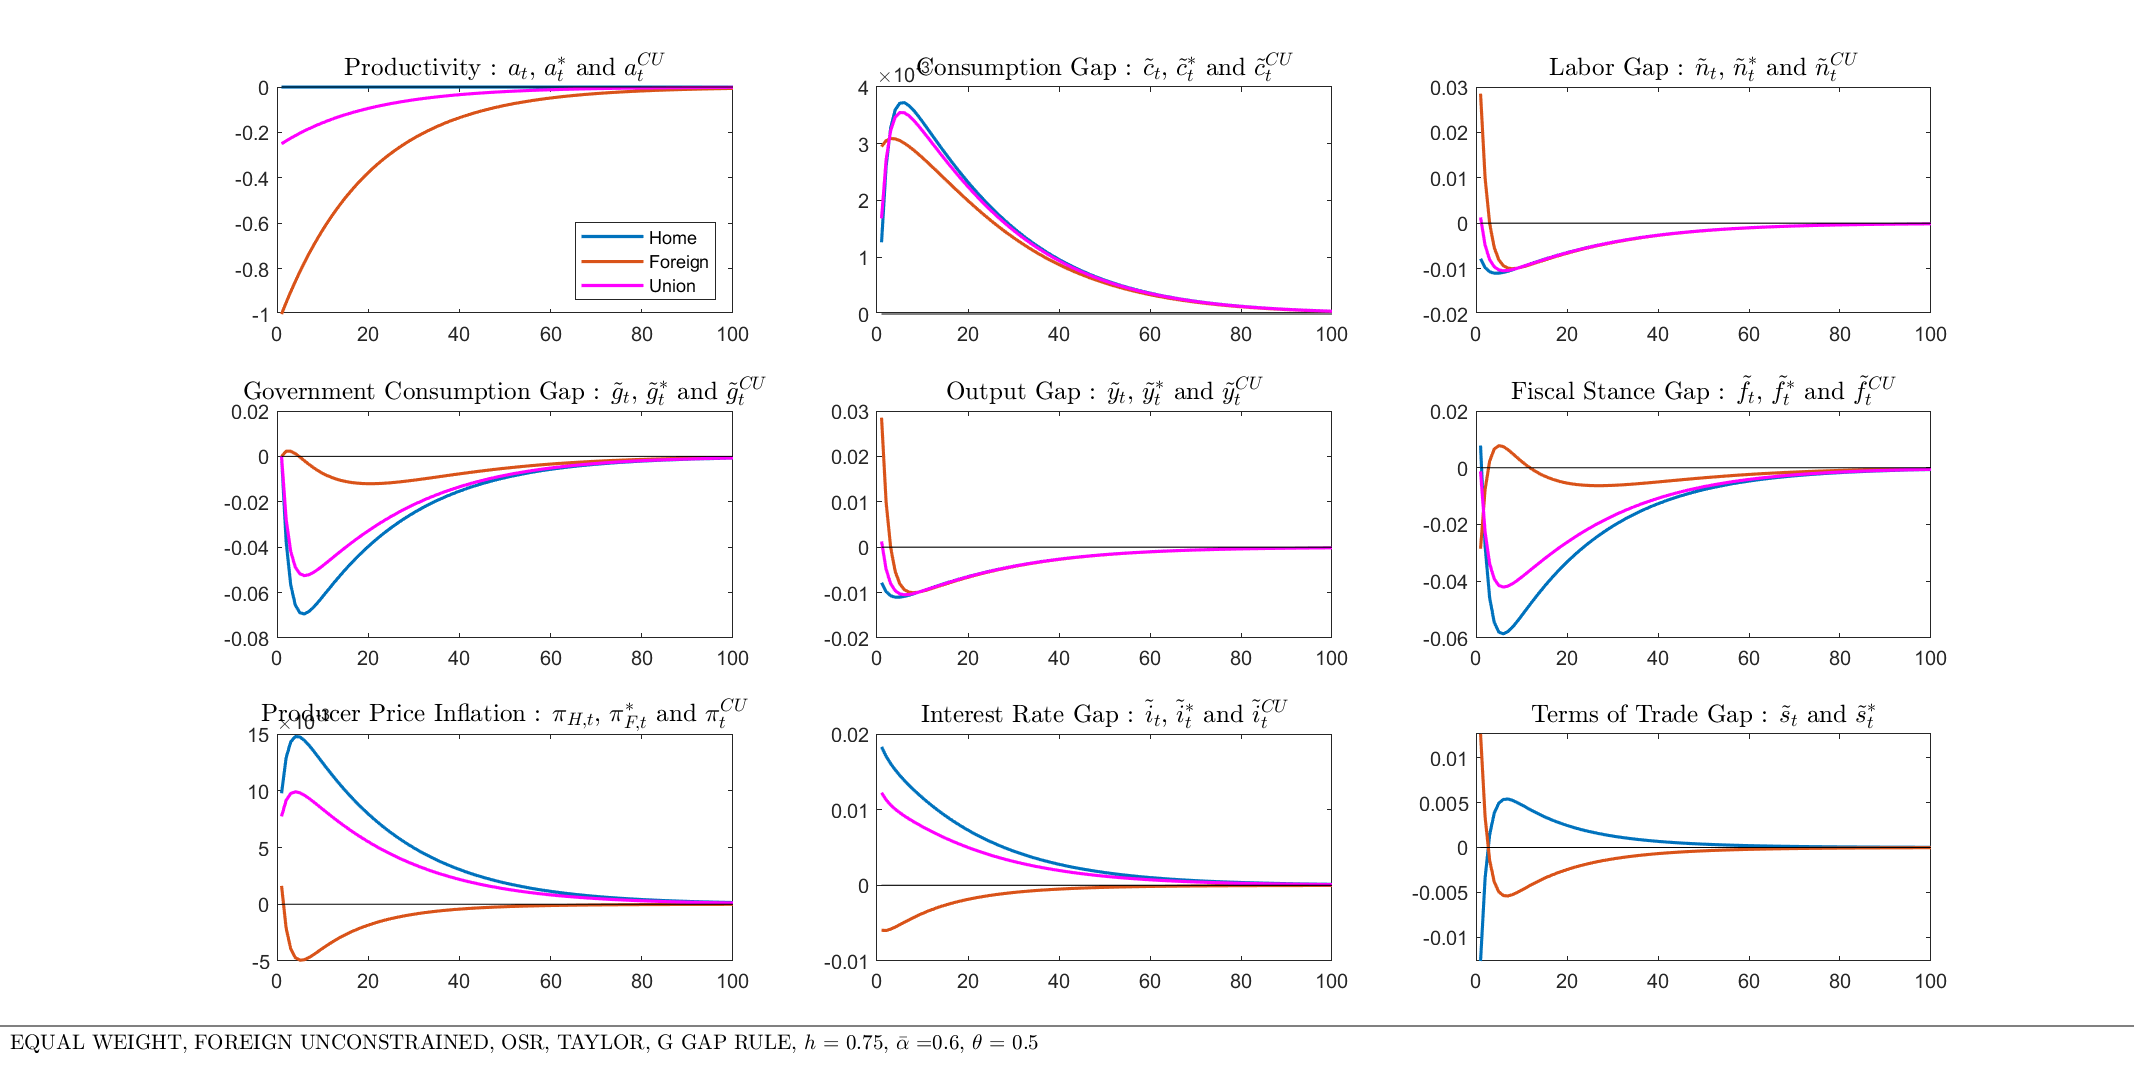 Productivity : a_t, a_t^* and a_t^{CU}
0
-0.2
-0.4
-0.6
-0.8
-1
0 20 40 60 80 100
Home
Foreign
Union
Consumption Gap : c̃_t, c̃_t^* and c̃_t^{CU}
4
3
2
1
0
0 20 40 60 80 100
Labor Gap : ñ_t, ñ_t^* and ñ_t^{CU}
0.03
0.02
0.01
0
-0.01
-0.02
0 20 40 60 80 100
Government Consumption Gap : g̃_t, g̃_t^* and g̃_t^{CU}
0.02
0
-0.02
-0.04
-0.06
-0.08
0 20 40 60 80 100
Output Gap : ỹ_t, ỹ_t^* and ỹ_t^{CU}
0.03
0.02
0.01
0
-0.01
-0.02
0 20 40 60 80 100
Fiscal Stance Gap : f̃_t, f̃_t^* and f̃_t^{CU}
0.02
0
-0.02
-0.04
-0.06
0 20 40 60 80 100
Producer Price Inflation : π_{H,t}, π_{F,t}^* and π_t^{CU}
15
10
5
0
-5
0 20 40 60 80 100
Interest Rate Gap : ĩ_t, ĩ_t^* and ĩ_t^{CU}
0.02
0.01
0
-0.01
0 20 40 60 80 100
Terms of Trade Gap : s̃_t and s̃_t^*
0.01
0.005
0
-0.005
-0.01
0 20 40 60 80 100
EQUAL WEIGHT, FOREIGN UNCONSTRAINED, OSR, TAYLOR, G GAP RULE, h = 0.75, ᾱ =0.6, θ = 0.5